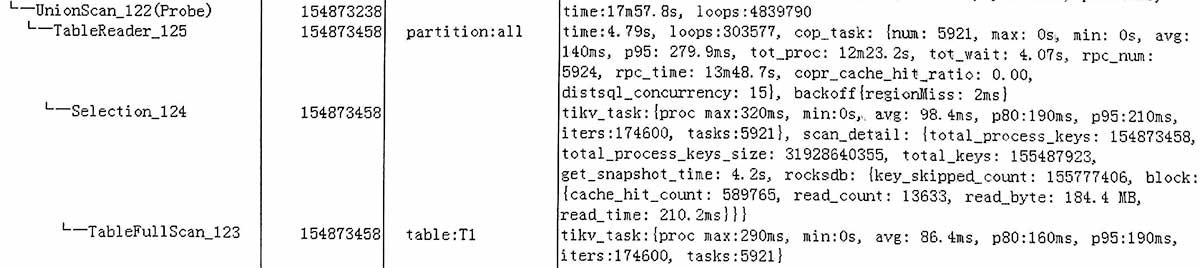 └─UnionScan_122(Probe) 154873238 time:17m57.8s, loops:4839790
└─TableReader_125 154873458 partition:all time:4.79s, loops:303577, cop_task: {num: 5921, max: 0s, min: 0s, avg:
140ms, p95: 279.9ms, tot_proc: 12m23.2s, tot_wait: 4.07s, rpc_num:
5924, rpc_time: 13m48.7s, copr_cache_hit_ratio: 0.00,
distsql_concurrency: 15}, backoff{regionMiss: 2ms}
└─Selection_124 154873458 tikv_task:{proc max:320ms, min:0s, avg: 98.4ms, p80:190ms, p95:210ms,
iters:174600, tasks:5921}, scan_detail: {total_process_keys: 154873458,
total_process_keys_size: 31928640355, total_keys: 155487923,
get_snapshot_time: 4.2s, rocksdb: {key_skipped_count: 155777406, block:
{cache_hit_count: 589765, read_count: 13633, read_byte: 184.4 MB,
read_time: 210.2ms}}}
└─TableFullScan_123 154873458 table:T1 tikv_task:{proc max:290ms, min:0s, avg: 86.4ms, p80:160ms, p95:190ms,
iters:174600, tasks:5921}